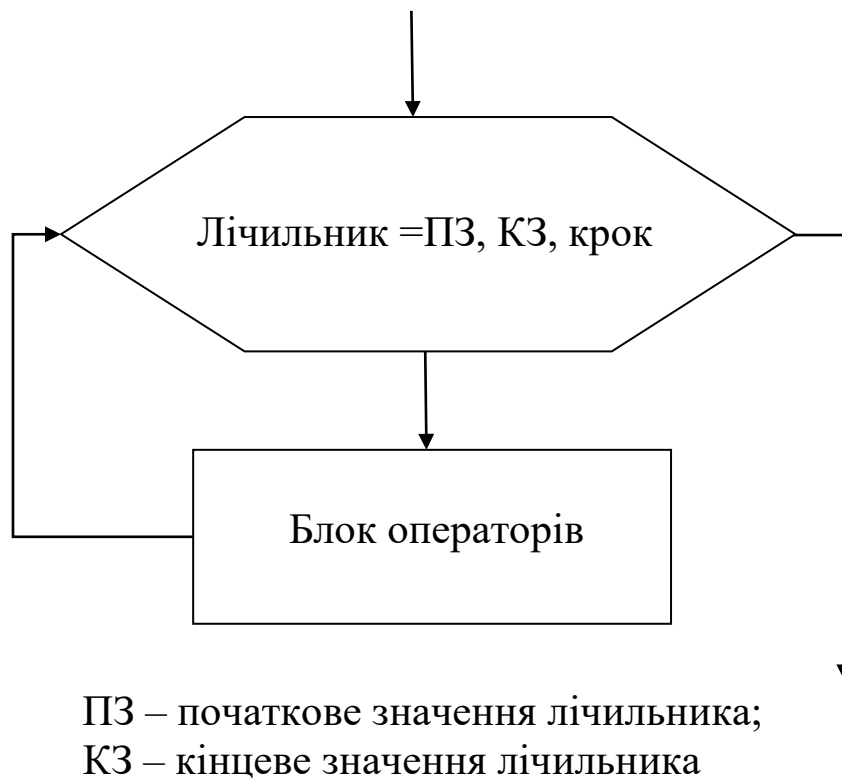 Лічильник =ПЗ, КЗ, крок
Блок операторів
ПЗ – початкове значення лічильника;
КЗ – кінцеве значення лічильника